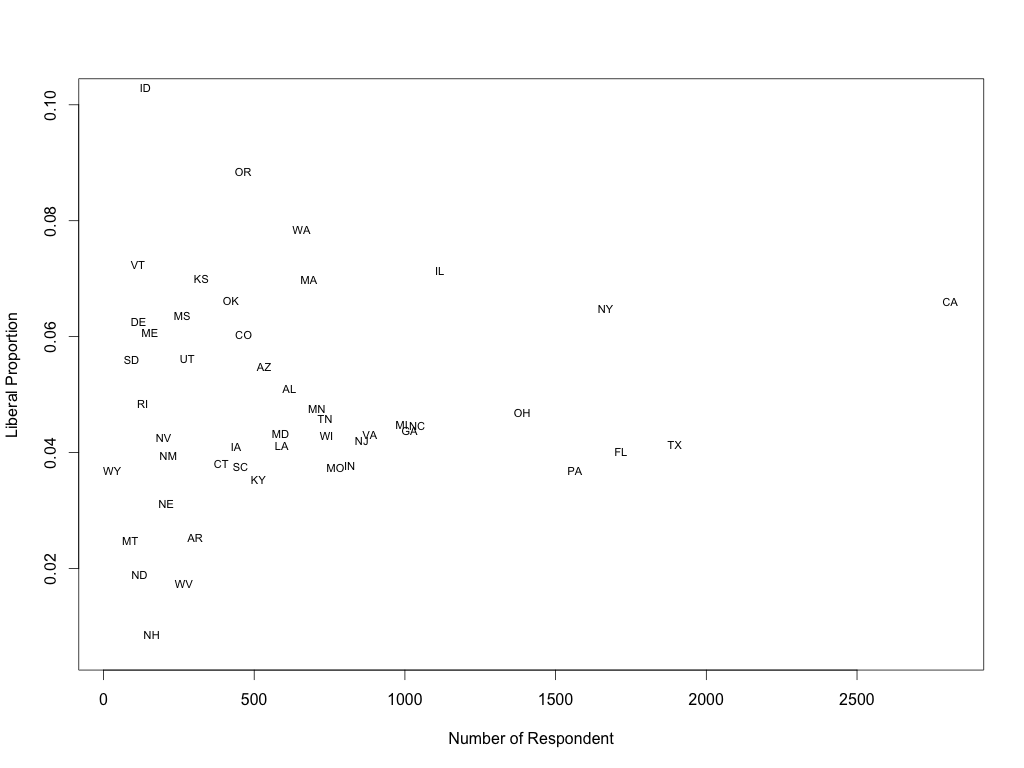 ID
0.10
OR
0.08
WA
VT
IL
KS
MA
OK
CA
NY
MS
DE
ME
CO
0.06
UT
SD
AZ
AL
RI
MN
OH
TN
MI NC
GA
NV
MD
WI
VA
NJ
TX
IA
LA
0.04
FL
NM
CT
SC
MO
IN
WY
PA
KY
NE
AR
MT
ND
0.02
WV
NH
Liberal Proportion
0 500 1000 1500 2000 2500
Number of Respondent